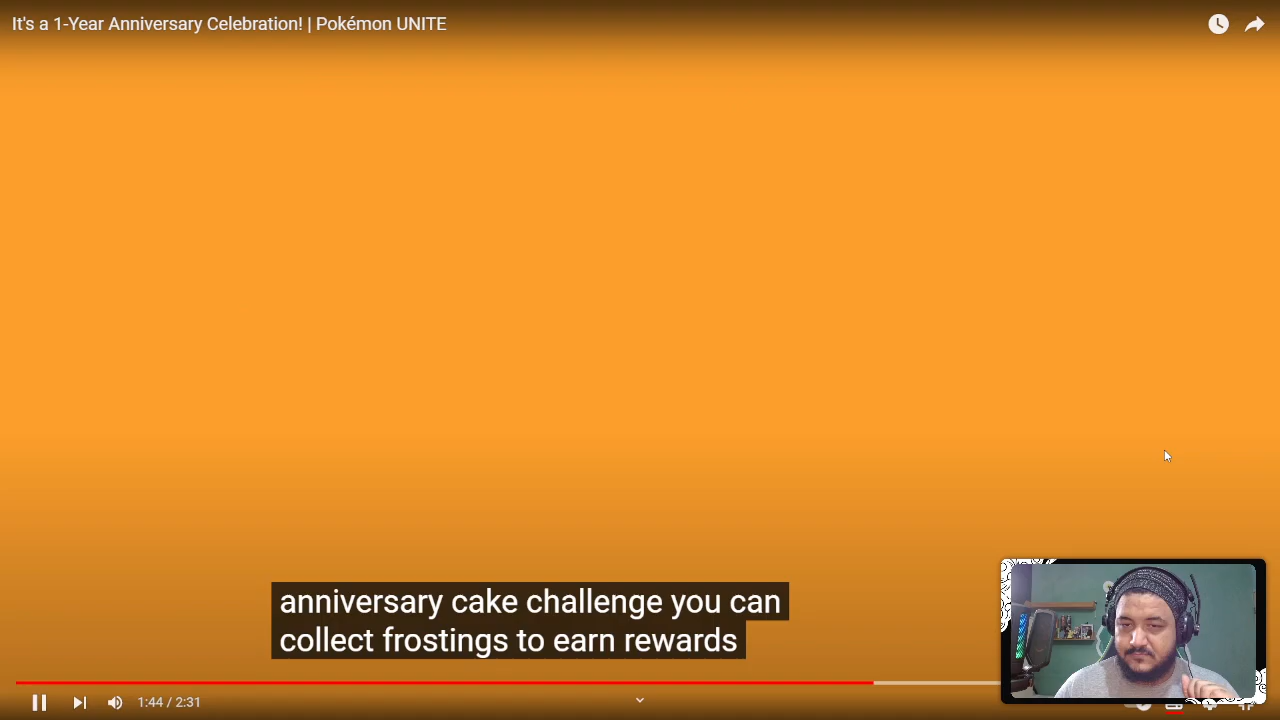 It's a 1-Year Anniversary Celebration! | Pokémon UNITE
anniversary cake challenge you can
collect frostings to earn rewards
1:44 / 2:31